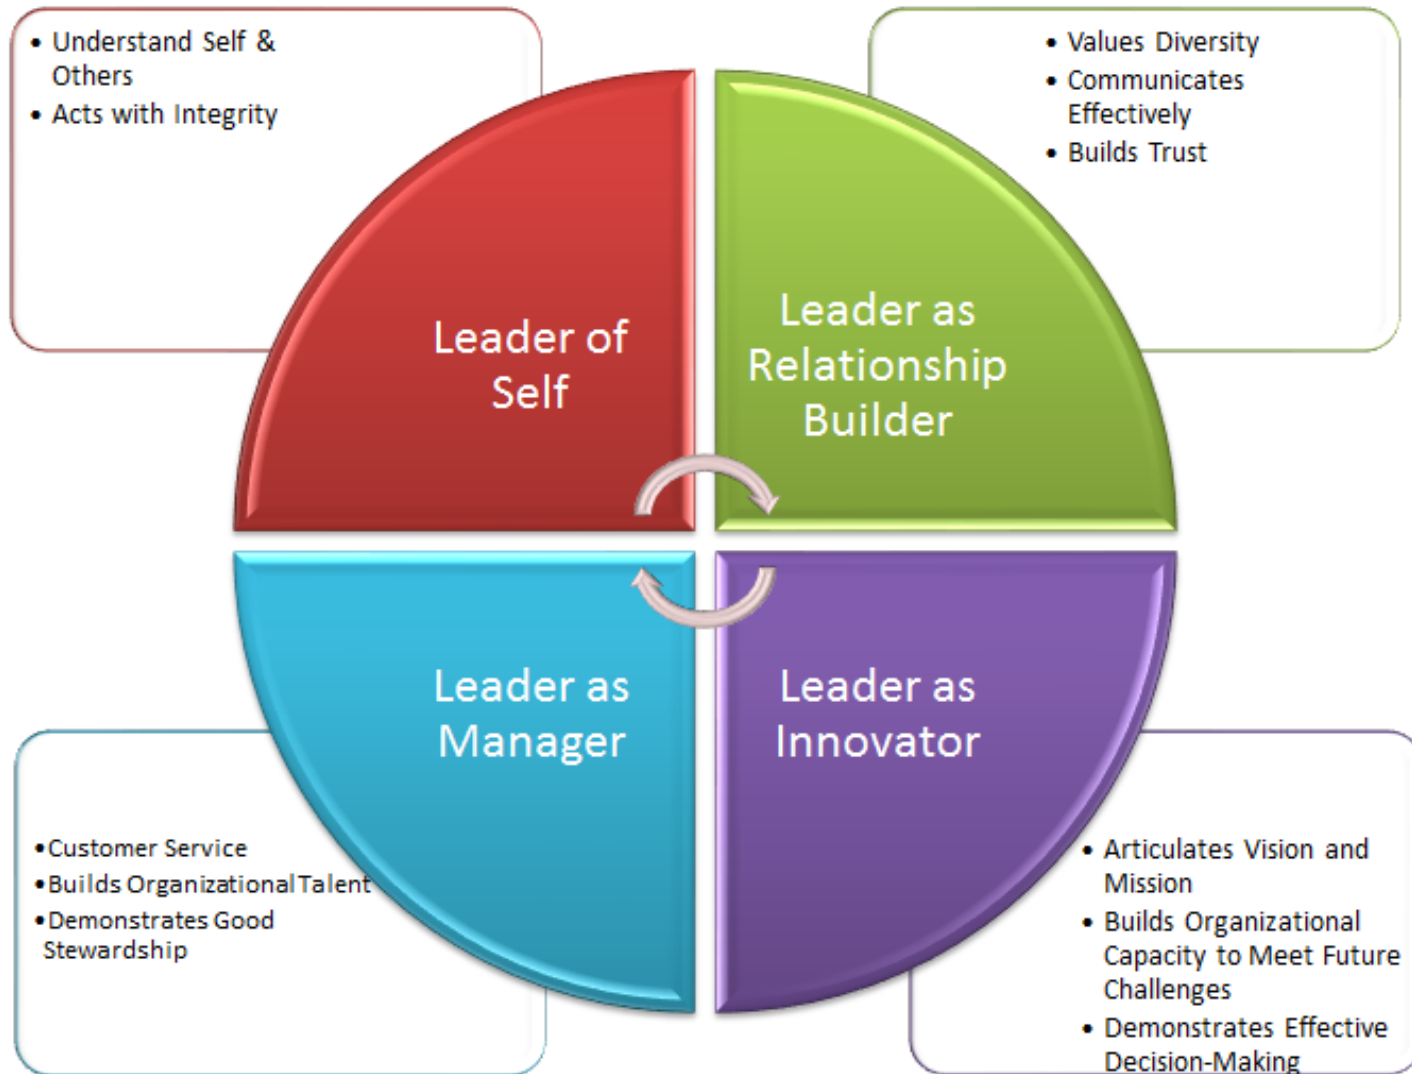 • Understand Self &
Others
• Acts with Integrity
• Values Diversity
• Communicates
Effectively
• Builds Trust
Leader of
Self
Leader as
Relationship
Builder
Leader as
Manager
Leader as
Innovator
•Customer Service
•Builds Organizational Talent
•Demonstrates Good
Stewardship
• Articulates Vision and
Mission
• Builds Organizational
Capacity to Meet Future
Challenges
• Demonstrates Effective
Decision-Making